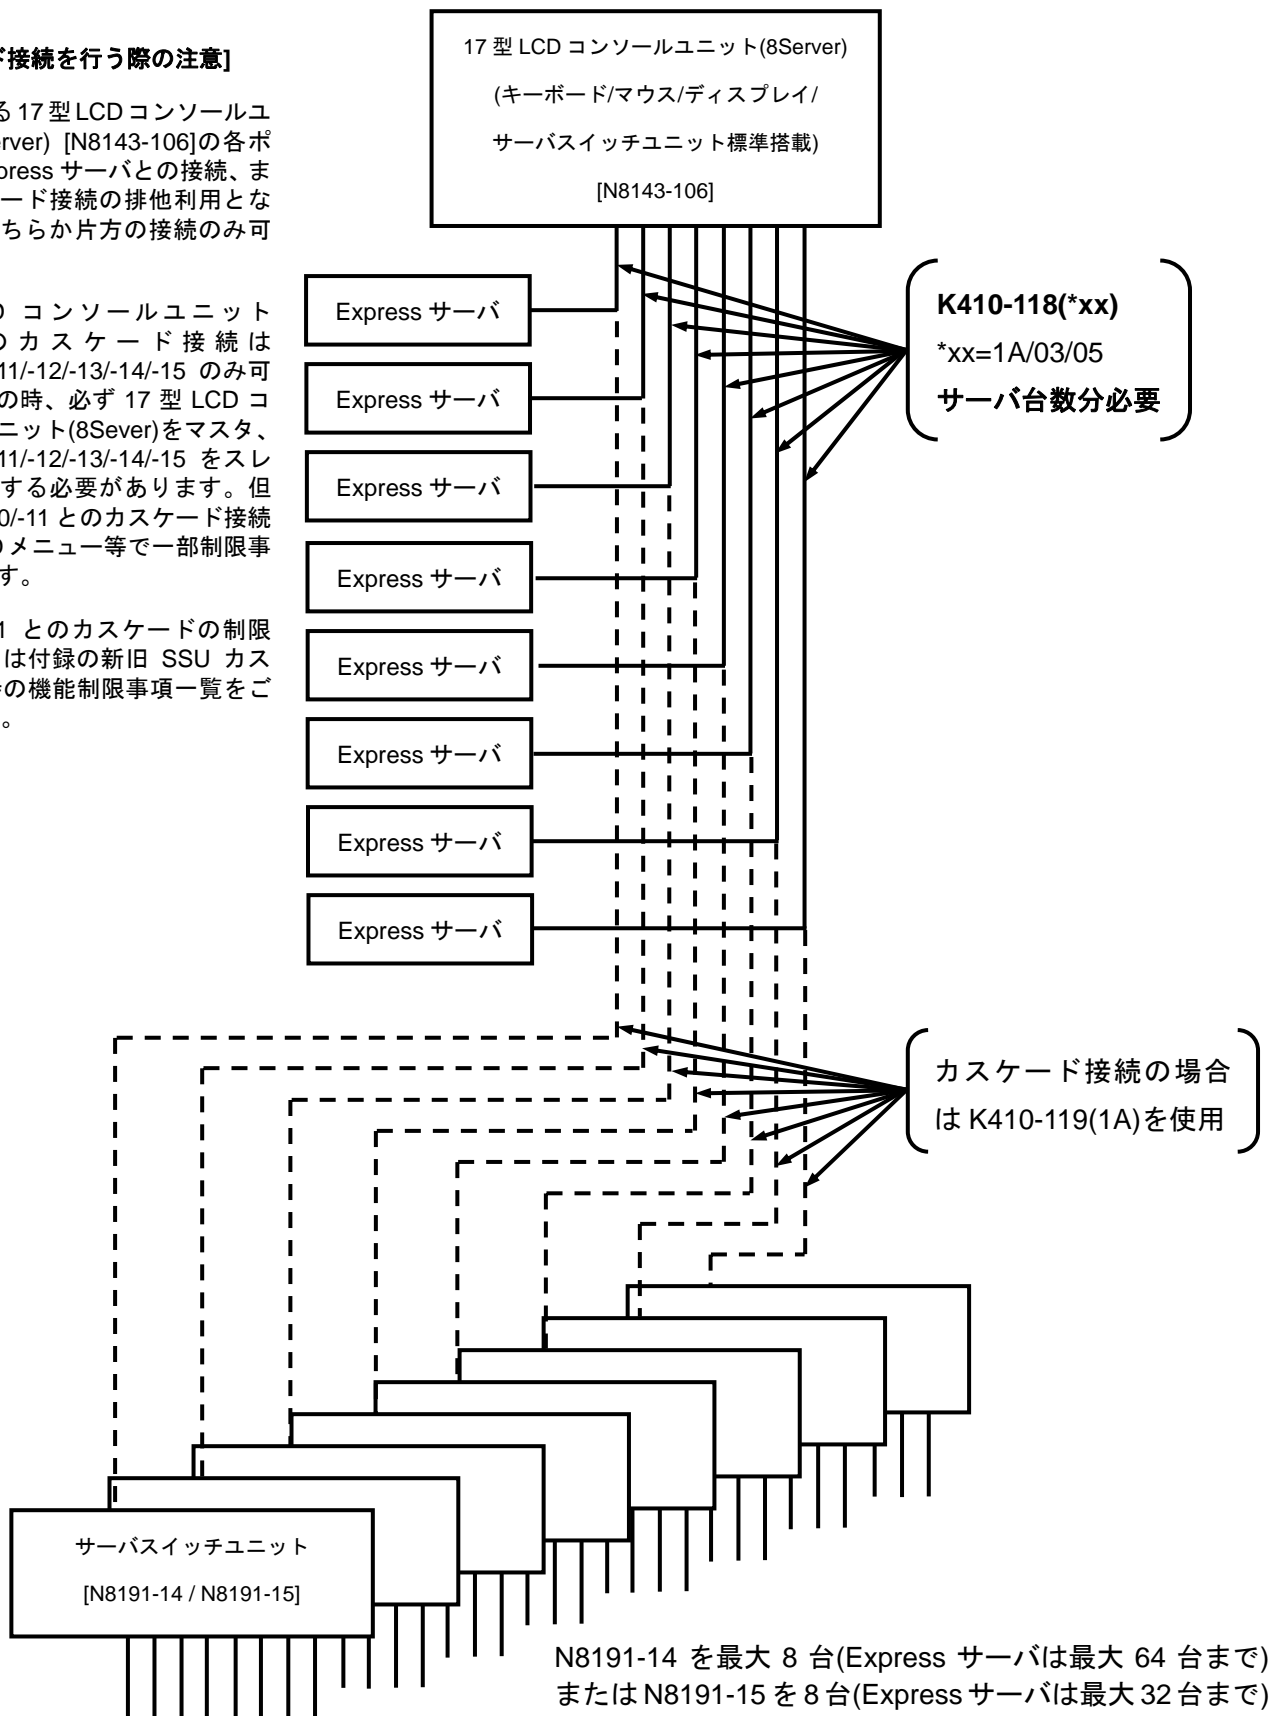 ド接続を行う際の注意]
る 17 型 LCD コンソールユ
erver) [N8143-106]の各ポ
press サーバとの接続、ま
ード接続の排他利用とな
ちらか片方の接続のみ可
D コンソールユニット
のカスケード接続は
11/-12/-13/-14/-15 のみ可
の時、必ず 17 型 LCD コ
ニット(8Sever)をマスタ、
11/-12/-13/-14/-15 をスレ
する必要があります。但
0/-11 とのカスケード接続
のメニュー等で一部制限事
す。
1 とのカスケードの制限
は付録の新旧 SSU カス
時の機能制限事項一覧をご
。
17 型 LCD コンソールユニット(8Server)
(キーボード/マウス/ディスプレイ/
サーバスイッチユニット標準搭載)
[N8143-106]
Express サーバ
Express サーバ
Express サーバ
Express サーバ
Express サーバ
Express サーバ
Express サーバ
Express サーバ
K410-118(*xx)
*xx=1A/03/05
サーバ台数分必要
カスケード接続の場合
は K410-119(1A)を使用
サーバスイッチユニット
[N8191-14 / N8191-15]
N8191-14 を最大 8 台(Express サーバは最大 64 台まで)
または N8191-15 を 8 台(Express サーバは最大 32 台まで)